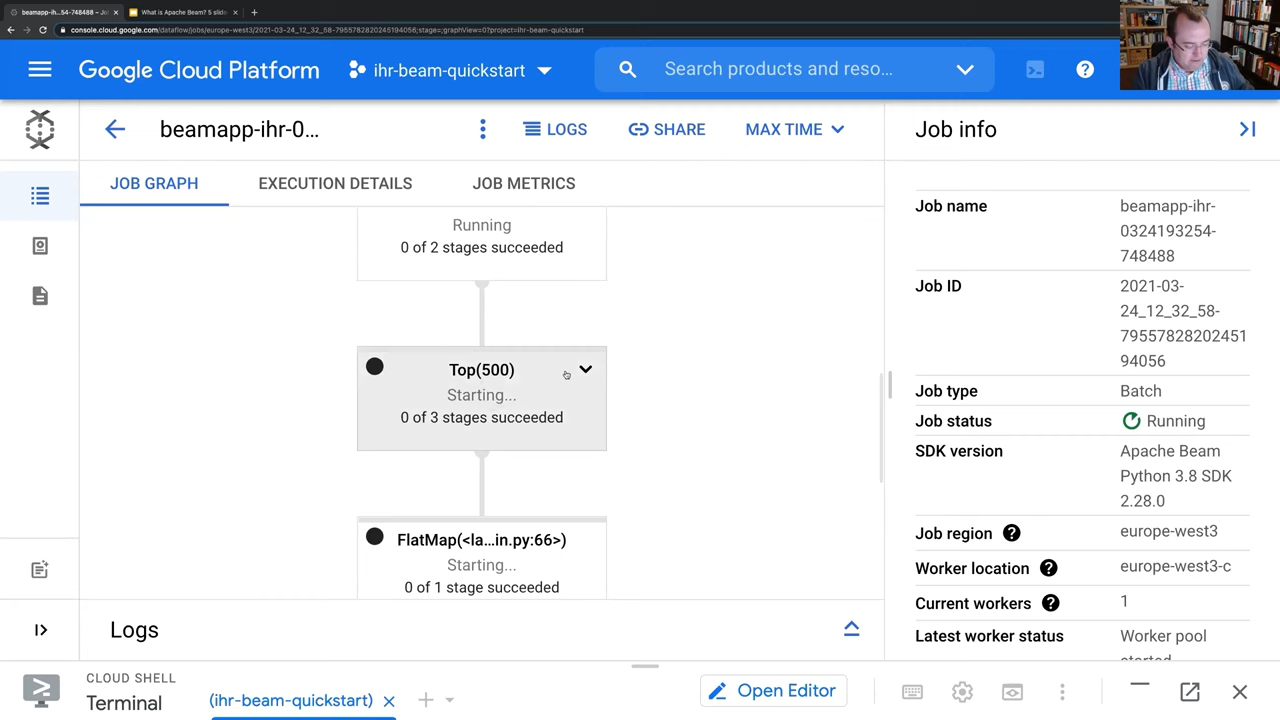 beamapp-ih...54-748488 – J
What is Apache Beam? 5 slide
console.cloud.google.com/dataflow/jobs/europe-west3/2021-03-24_12_32_58-7955782820245194056;stage=;graphView=0?project=ihr-beam-quickstart
Google Cloud Platform
ihr-beam-quickstart
Search products and reso...
beamapp-ihr-0...
LOGS
SHARE
MAX TIME
JOB GRAPH
EXECUTION DETAILS
JOB METRICS
Running
0 of 2 stages succeeded
Top(500)
Starting...
0 of 3 stages succeeded
FlatMap(<la...in.py:66>)
Starting...
0 of 1 stage succeeded
Logs
Job info
Job name
beamapp-ihr-
0324193254-
748488
Job ID
2021-03-
24_12_32_58-
79557828202451
94056
Job type
Batch
Job status
Running
SDK version
Apache Beam
Python 3.8 SDK
2.28.0
Job region
europe-west3
Worker location
europe-west3-c
Current workers
1
Latest worker status
Worker pool
started
CLOUD SHELL
Terminal
(ihr-beam-quickstart)
Open Editor